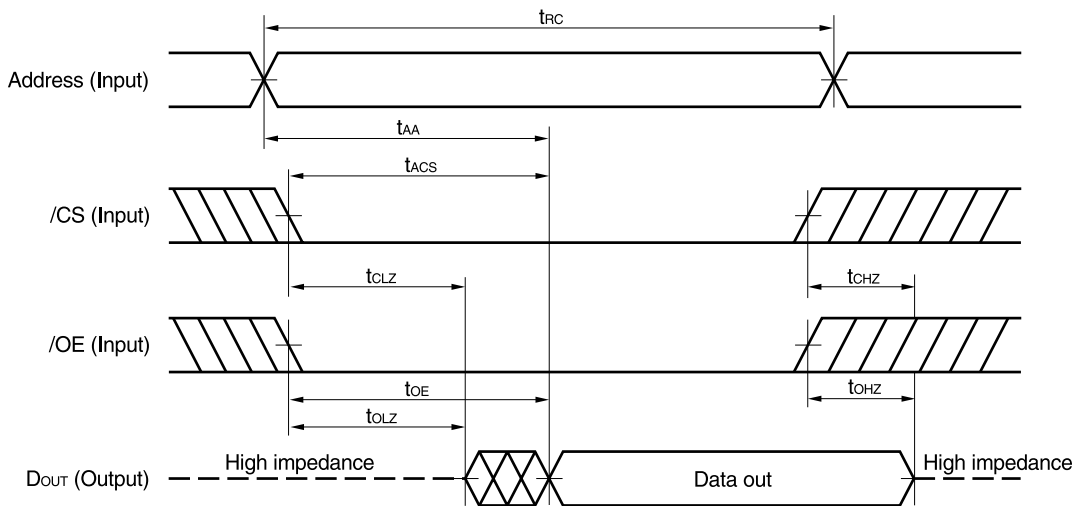 tRC
Address (Input)
tAA
tACS
/CS (Input)
tCLZ
tCHZ
/OE (Input)
tOE
tOHZ
tOLZ
High impedance
Data out
High impedance
DOUT (Output)